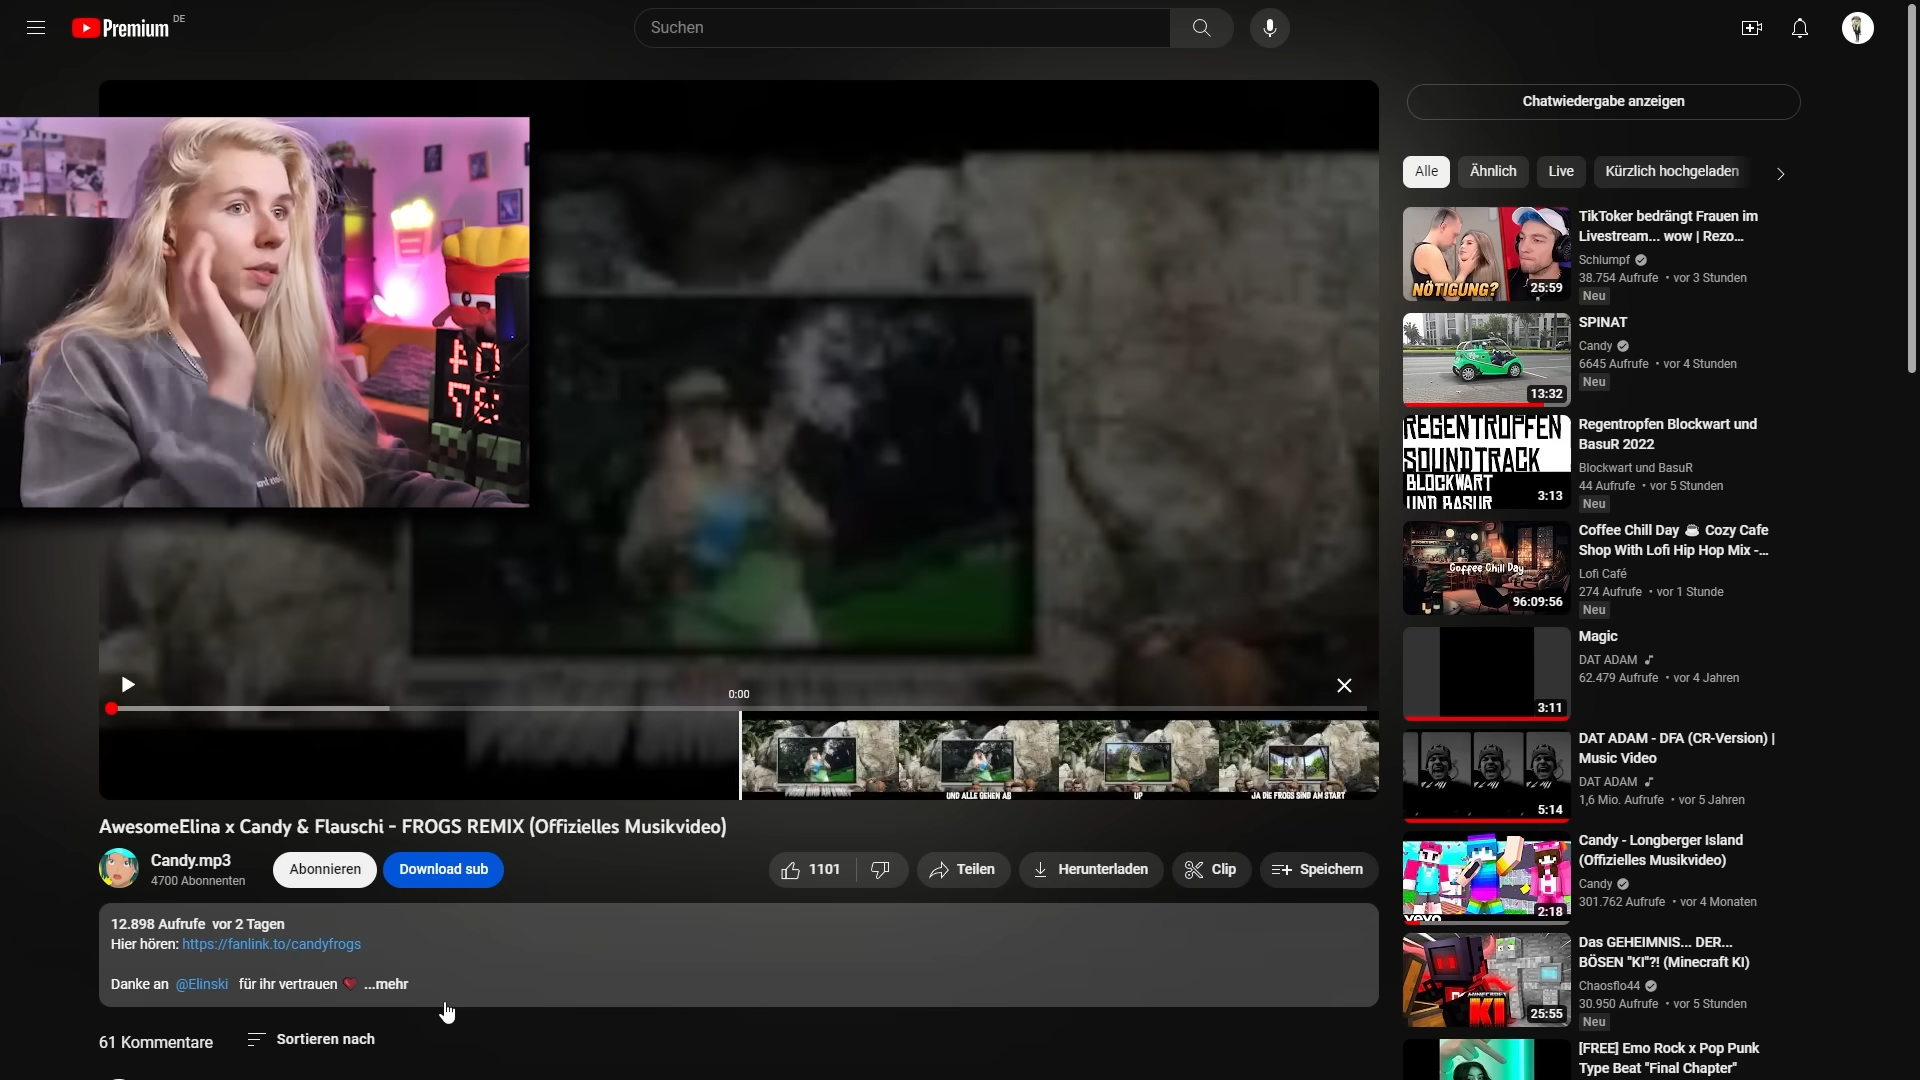 Premium DE
Suchen
Chatwiedergabe anzeigen
Alle
Ähnlich
Live
Kürzlich hochgeladen
0:00
UND ALLE GEHEN AB
UP
JA DIE FROGS SIND AM START
AwesomeElina x Candy & Flauschi - FROGS REMIX (Offizielles Musikvideo)
Candy.mp3
4700 Abonnenten
Abonnieren
Download sub
1101
Teilen
Herunterladen
Clip
Speichern
12.898 Aufrufe vor 2 Tagen
Hier hören: https://fanlink.to/candyfrogs
Danke an @Elinski für ihr vertrauen ...mehr
61 Kommentare
Sortieren nach
NÖTIGUNG?
25:59
TikToker bedrängt Frauen im
Livestream... wow | Rezo...
Schlumpf
38.754 Aufrufe • vor 3 Stunden
Neu
13:32
SPINAT
Candy
6645 Aufrufe • vor 4 Stunden
Neu
REGENTROPFEN
SOUNDTRACK
BLOCKWART
UND BASUR
3:13
Regentropfen Blockwart und
BasuR 2022
Blockwart und BasuR
44 Aufrufe • vor 5 Stunden
Neu
Coffee Chill Day
96:09:56
Coffee Chill Day ☕ Cozy Cafe
Shop With Lofi Hip Hop Mix -...
Lofi Café
274 Aufrufe • vor 1 Stunde
Neu
3:11
Magic
DAT ADAM
62.479 Aufrufe • vor 4 Jahren
5:14
DAT ADAM - DFA (CR-Version) |
Music Video
DAT ADAM
1,6 Mio. Aufrufe • vor 5 Jahren
vevo
2:18
Candy - Longberger Island
(Offizielles Musikvideo)
Candy
301.762 Aufrufe • vor 4 Monaten
MINECRAFT
KI
25:55
Das GEHEIMNIS... DER...
BÖSEN "KI"?! (Minecraft KI)
Chaosflo44
30.950 Aufrufe • vor 5 Stunden
Neu
[FREE] Emo Rock x Pop Punk
Type Beat "Final Chapter"